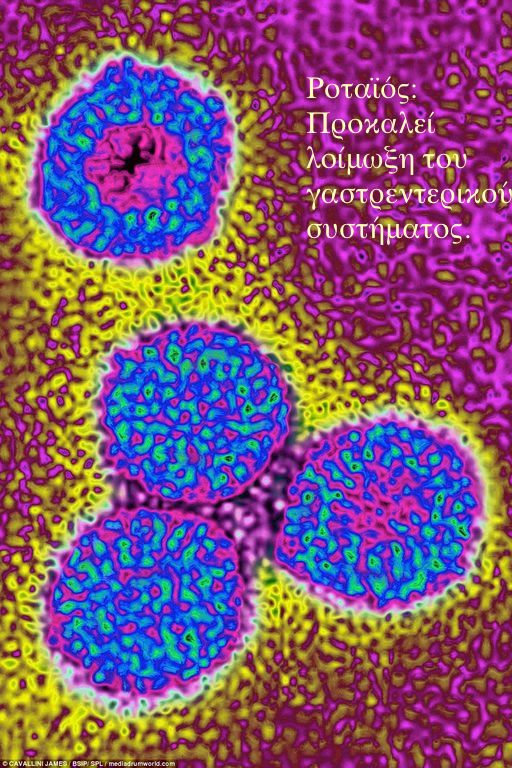 Ροταϊός:
Προκαλεί
λοίμωξη του
γαστρεντερικού
συστήματος.
© CAVALLINI JAMES / BSIP/ SPL / mediadrumworld.com